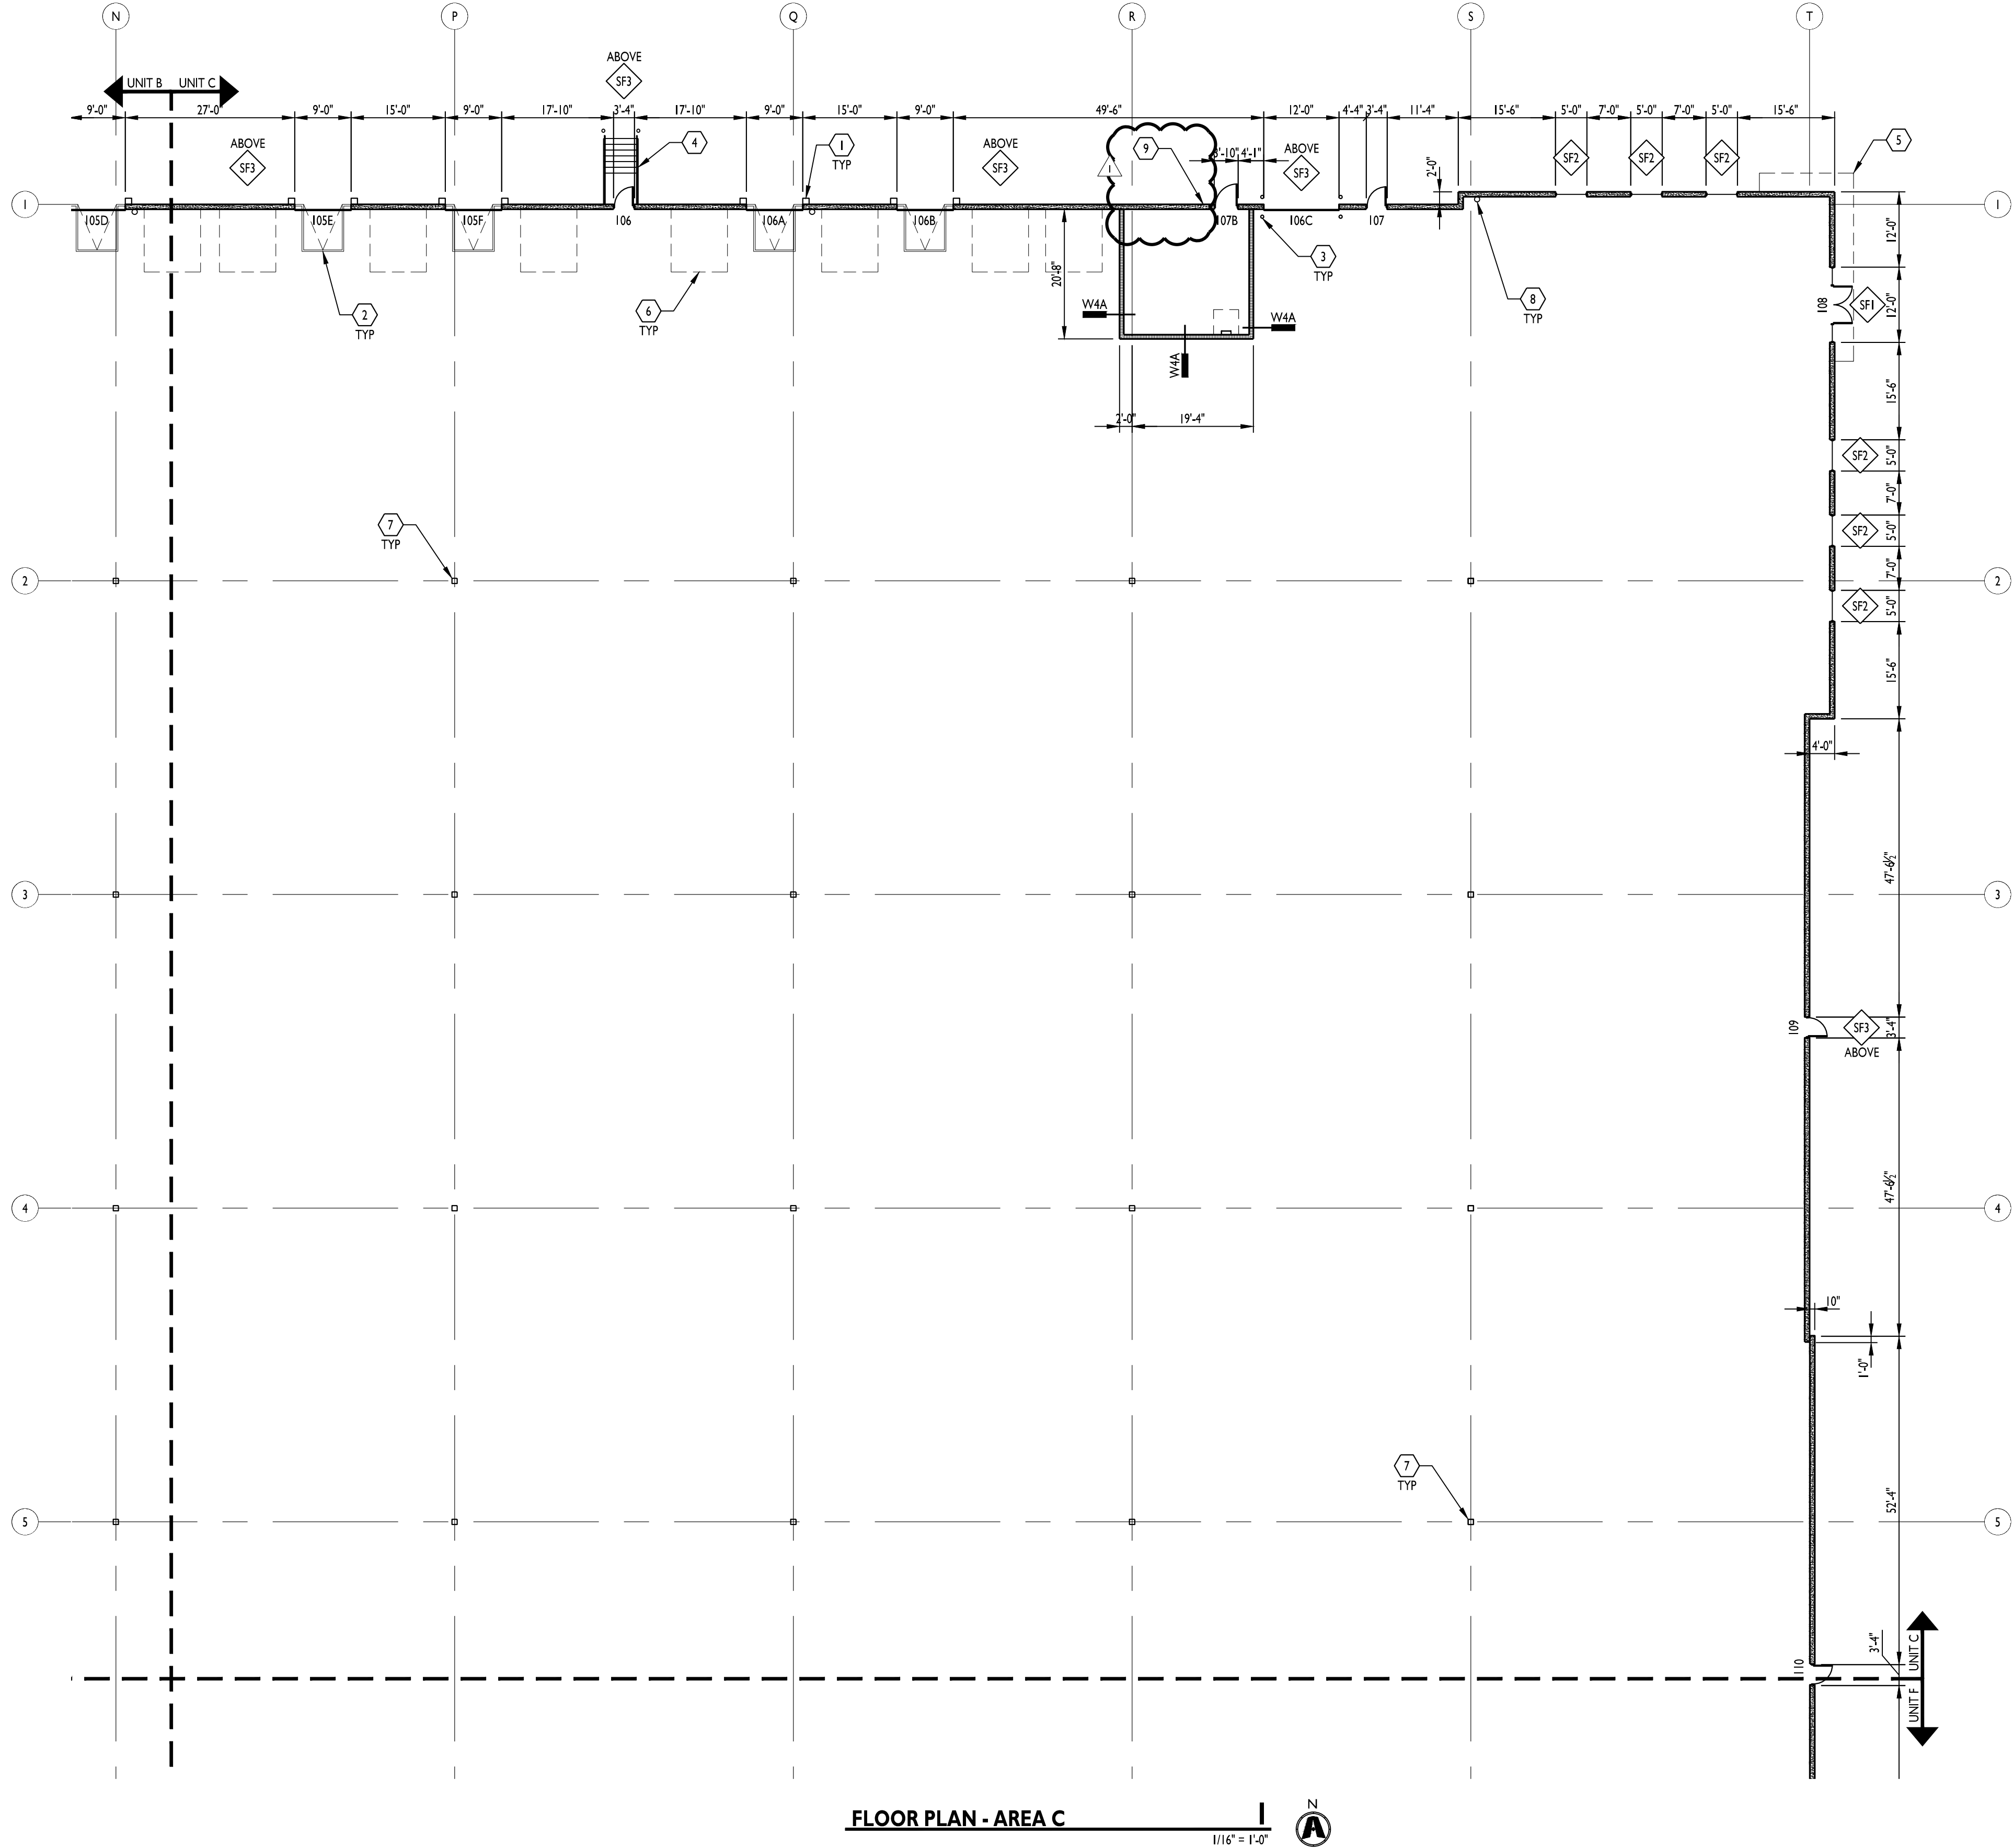 N P Q R S T
ABOVE
SF3
UNIT B UNIT C
9'-0" 27'-0" 9'-0" 15'-0" 9'-0" 17'-10" 3'-4" 17'-10" 9'-0" 15'-0" 9'-0" 49'-6" 12'-0" 4'-4" 3'-4" 11'-4" 15'-6" 5'-0" 7'-0" 5'-0" 7'-0" 5'-0" 15'-6"
ABOVE
SF3
4
1
TYP
ABOVE
SF3
9
1
4'-1"
ABOVE
SF3
2'-0"
SF2 SF2 SF2
5
1 1
105D 105E 105F 106 106A 106B 107B 106C 107
12'-0"
2
TYP
6
TYP
20'-8"
3
TYP
8
TYP
W4A
W4A
W4A
108
SF1
12'-0"
2'-0" 19'-4"
15'-6"
SF2
5'-0"
7'-0"
7
TYP
SF2
5'-0"
7'-0"
2 2
SF2
5'-0"
15'-6"
4'-0"
47'-6½"
3 3
109
SF3
ABOVE
3'-4"
47'-6½"
4 4
10"
1'-0"
7
TYP
52'-4"
5 5
3'-4"
110
UNIT C
UNIT F
FLOOR PLAN - AREA C
1
1/16" = 1'-0"
N
A